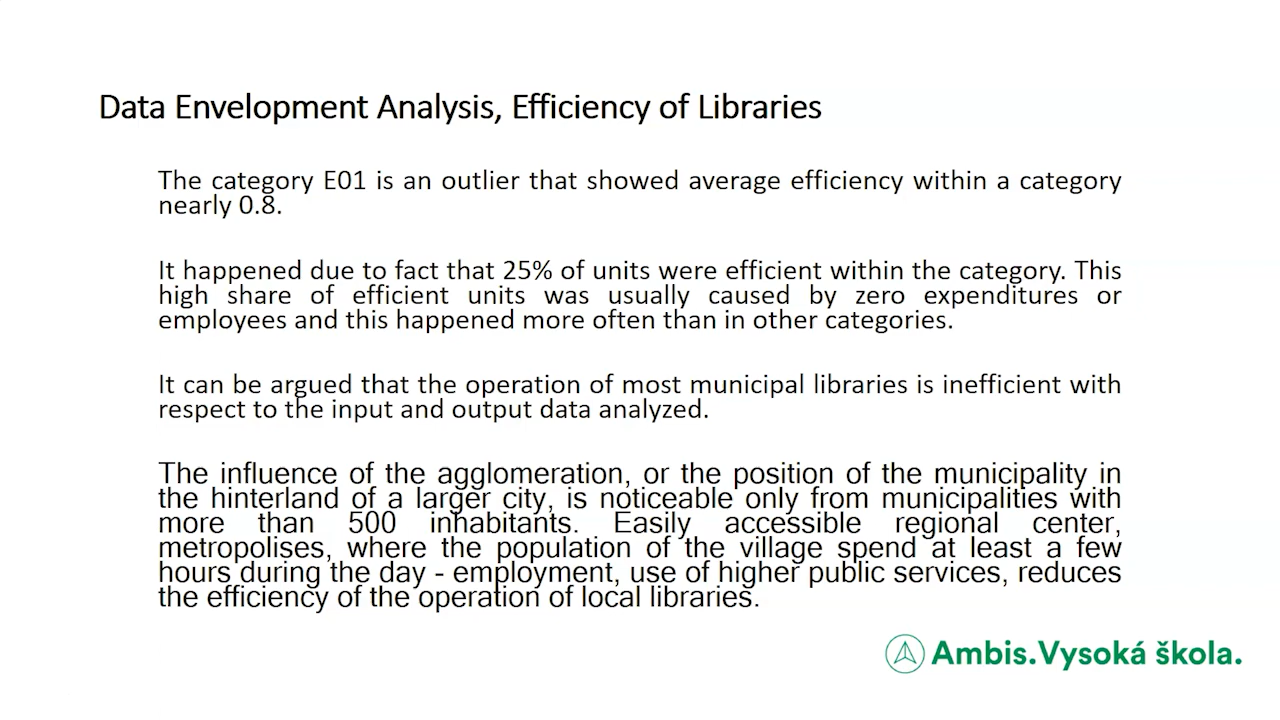 Data Envelopment Analysis, Efficiency of Libraries
The category E01 is an outlier that showed average efficiency within a category
nearly 0.8.
It happened due to fact that 25% of units were efficient within the category. This
high share of efficient units was usually caused by zero expenditures or
employees and this happened more often than in other categories.
It can be argued that the operation of most municipal libraries is inefficient with
respect to the input and output data analyzed.
The influence of the agglomeration, or the position of the municipality in
the hinterland of a larger city, is noticeable only from municipalities with
more than 500 inhabitants. Easily accessible regional center,
metropolises, where the population of the village spend at least a few
hours during the day - employment, use of higher public services, reduces
the efficiency of the operation of local libraries.
Ambis.Vysoká škola.